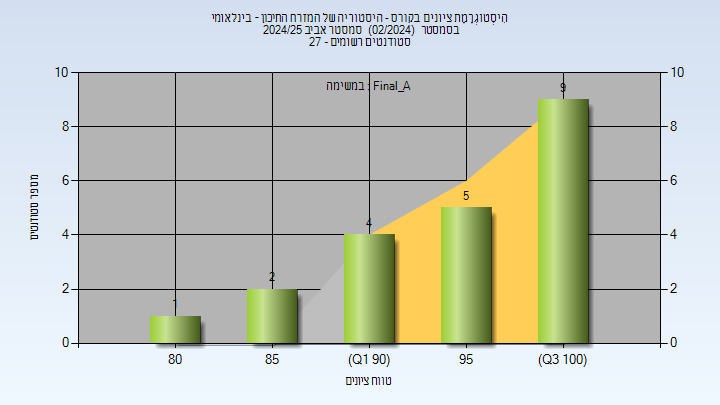 היסטוגרמת ציונים בקורס - היסטוריה של המזרח התיכון - בינלאומי
בסמסטר (02/2024) סמסטר אביב 2024/25
סטודנטים רשומים - 27
במשימה : Final_A
10 10
8 8
6 6
4 4
2 2
0 0
מספר סטודנטים
1 2 4 5 9
80 85 (Q1 90) 95 (Q3 100)
טווח ציונים